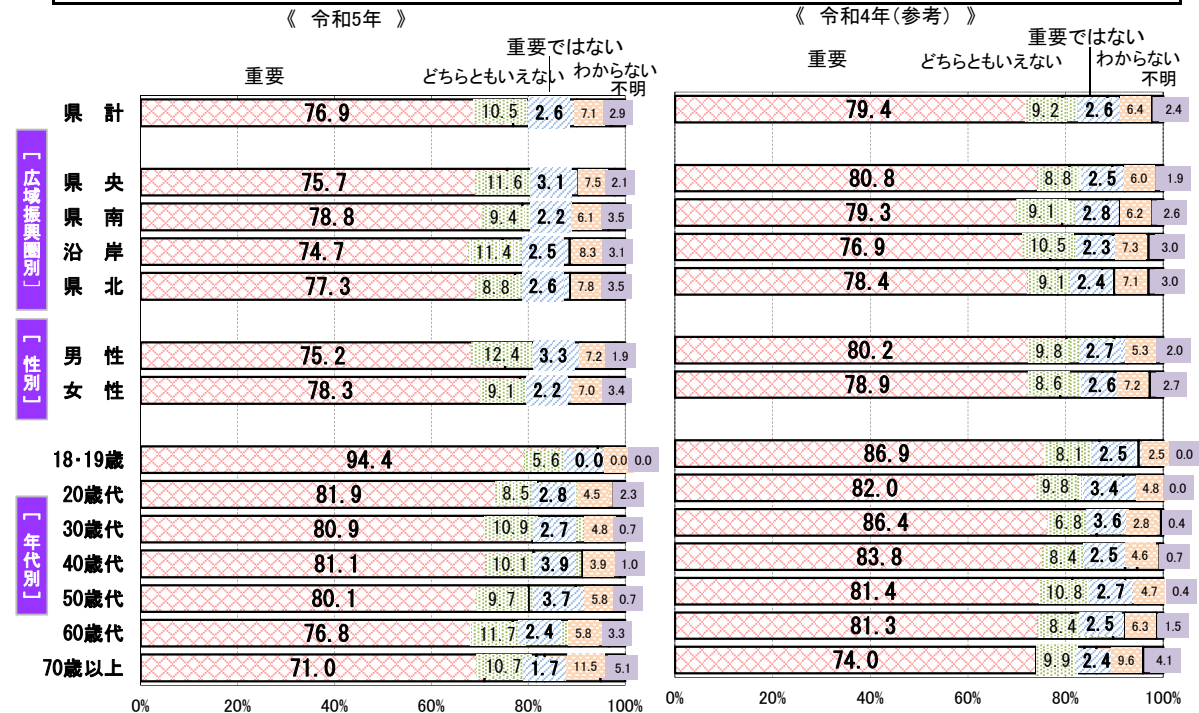 《 令和5年 》
重要
どちらともいえない
重要ではない
わからない
不明
県 計 76.9 10.5 2.6 7.1 2.9
[広域振興圏別]
県 央 75.7 11.6 3.1 7.5 2.1
県 南 78.8 9.4 2.2 6.1 3.5
沿 岸 74.7 11.4 2.5 8.3 3.1
県 北 77.3 8.8 2.6 7.8 3.5
[性別]
男 性 75.2 12.4 3.3 7.2 1.9
女 性 78.3 9.1 2.2 7.0 3.4
[年代別]
18・19歳 94.4 5.6 0.0 0.0 0.0
20歳代 81.9 8.5 2.8 4.5 2.3
30歳代 80.9 10.9 2.7 4.8 0.7
40歳代 81.1 10.1 3.9 3.9 1.0
50歳代 80.1 9.7 3.7 5.8 0.7
60歳代 76.8 11.7 2.4 5.8 3.3
70歳以上 71.0 10.7 1.7 11.5 5.1
0% 20% 40% 60% 80% 100%
《 令和4年(参考) 》
重要
どちらともいえない
重要ではない
わからない
不明
79.4 9.2 2.6 6.4 2.4
80.8 8.8 2.5 6.0 1.9
79.3 9.1 2.8 6.2 2.6
76.9 10.5 2.3 7.3 3.0
78.4 9.1 2.4 7.1 3.0
80.2 9.8 2.7 5.3 2.0
78.9 8.6 2.6 7.2 2.7
86.9 8.1 2.5 2.5 0.0
82.0 9.8 3.4 4.8 0.0
86.4 6.8 3.6 2.8 0.4
83.8 8.4 2.5 4.6 0.7
81.4 10.8 2.7 4.7 0.4
81.3 8.4 2.5 6.3 1.5
74.0 9.9 2.4 9.6 4.1
0% 20% 40% 60% 80% 100%